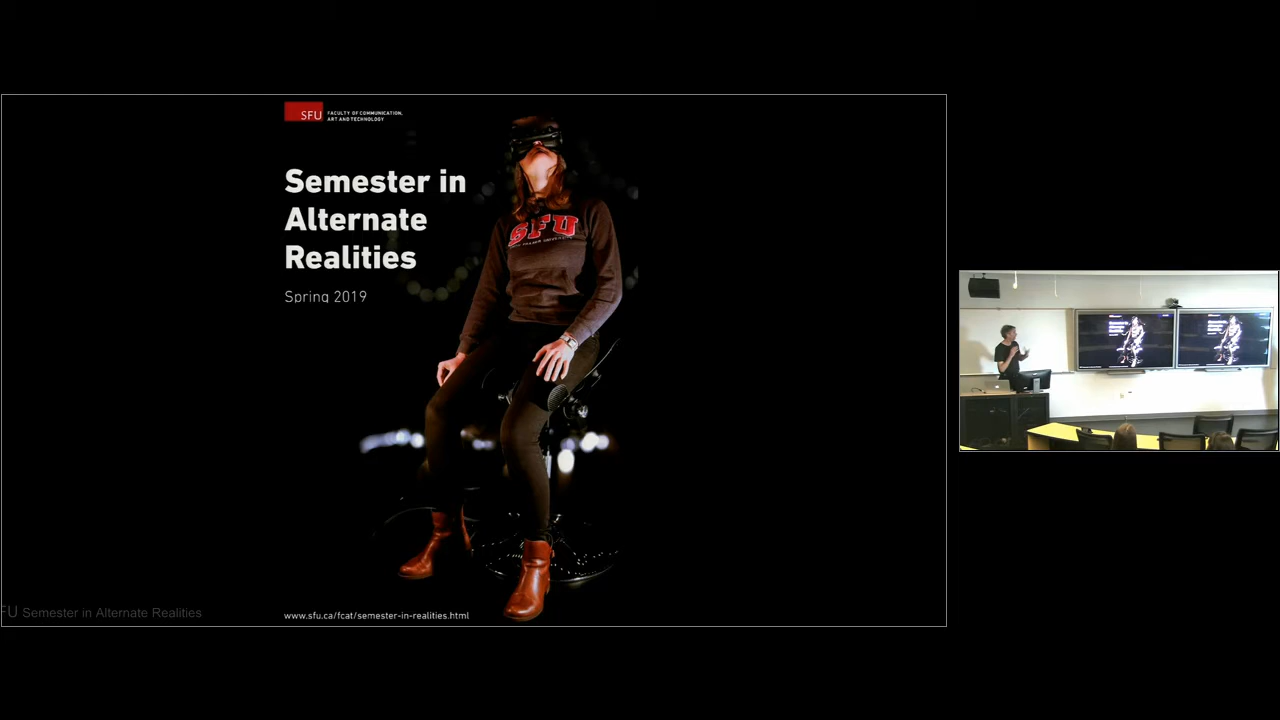 SFU FACULTY OF COMMUNICATION,
ART AND TECHNOLOGY
Semester in
Alternate
Realities
Spring 2019
SFU
FU Semester in Alternate Realities
www.sfu.ca/fcat/semester-in-realities.html